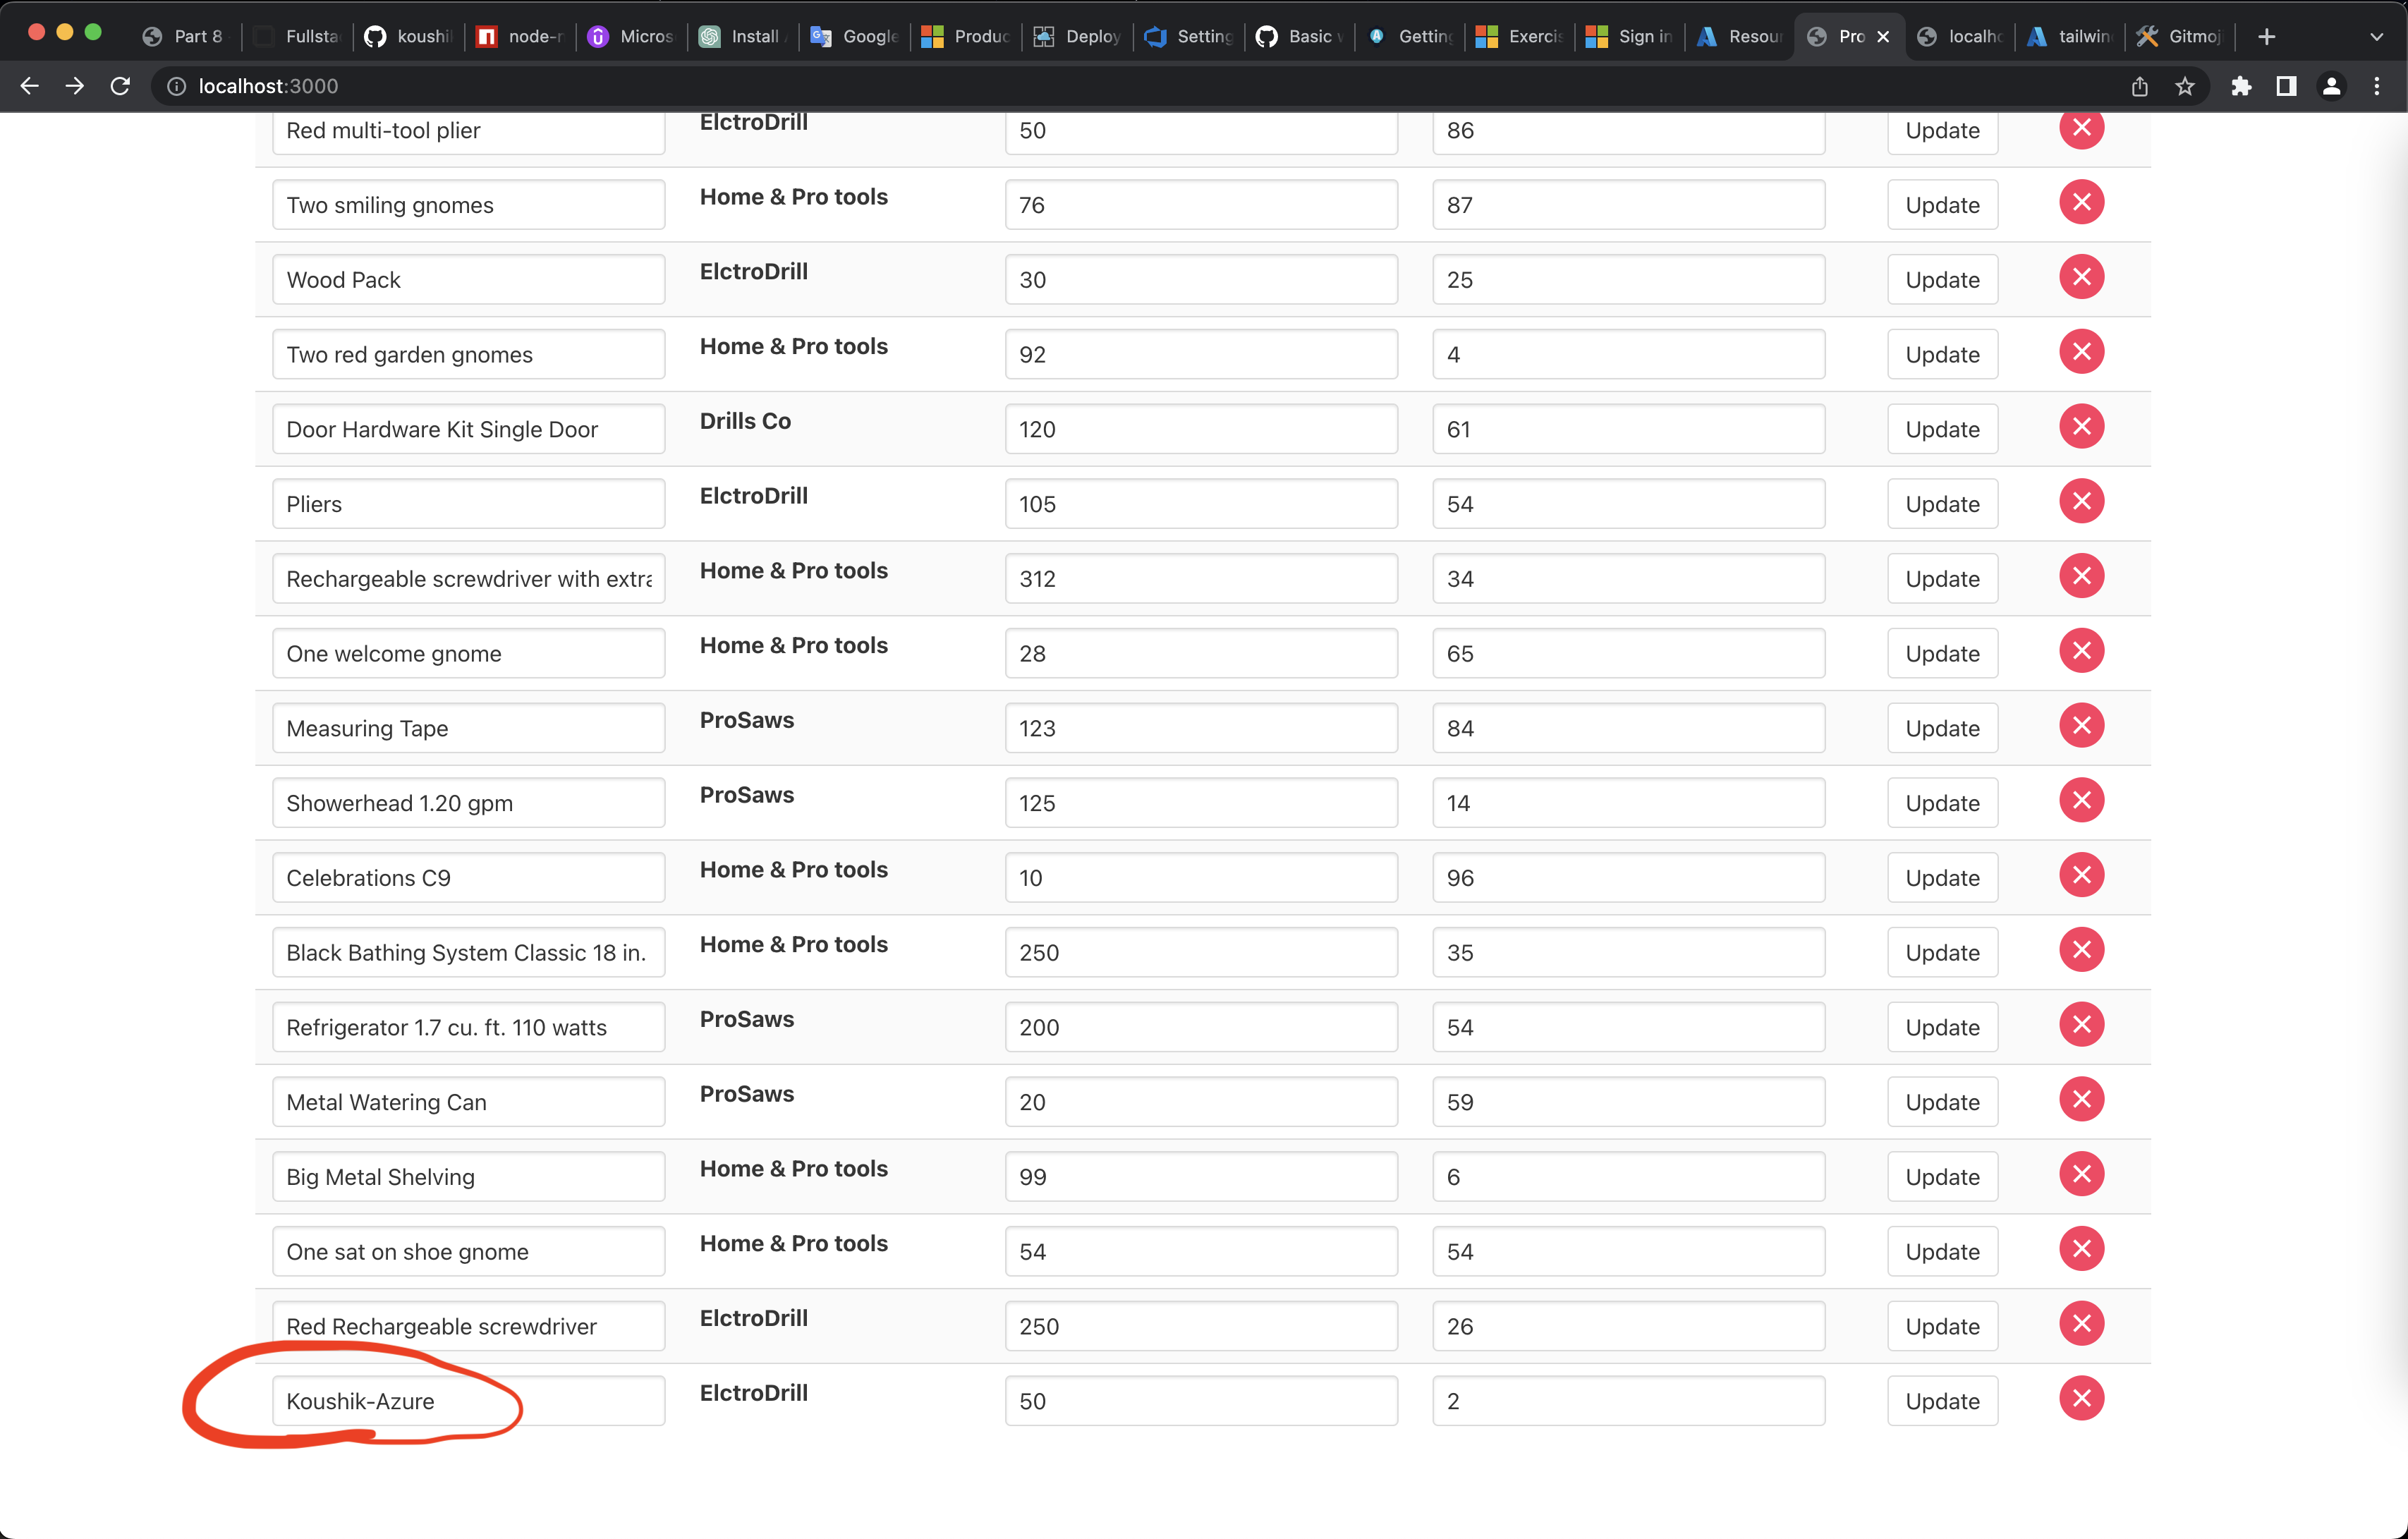 Part 8
Fullsta
koushi
node-r
Micros
Install
Google
Produc
Deploy
Setting
Basic
Getting
Exercis
Sign in
Resour
Pro
localho
tailwin
Gitmoj
localhost:3000
Red multi-tool plier ElctroDrill 50 86 Update
Two smiling gnomes Home & Pro tools 76 87 Update
Wood Pack ElctroDrill 30 25 Update
Two red garden gnomes Home & Pro tools 92 4 Update
Door Hardware Kit Single Door Drills Co 120 61 Update
Pliers ElctroDrill 105 54 Update
Rechargeable screwdriver with extra Home & Pro tools 312 34 Update
One welcome gnome Home & Pro tools 28 65 Update
Measuring Tape ProSaws 123 84 Update
Showerhead 1.20 gpm ProSaws 125 14 Update
Celebrations C9 Home & Pro tools 10 96 Update
Black Bathing System Classic 18 in. Home & Pro tools 250 35 Update
Refrigerator 1.7 cu. ft. 110 watts ProSaws 200 54 Update
Metal Watering Can ProSaws 20 59 Update
Big Metal Shelving Home & Pro tools 99 6 Update
One sat on shoe gnome Home & Pro tools 54 54 Update
Red Rechargeable screwdriver ElctroDrill 250 26 Update
Koushik-Azure ElctroDrill 50 2 Update